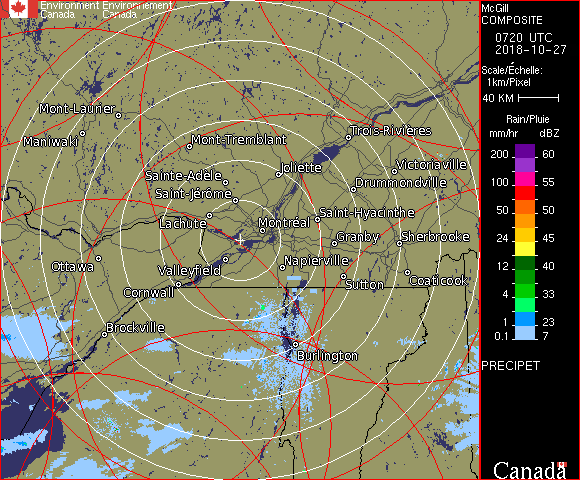 Environment Environnement
Canada Canada
McGill
COMPOSITE
0720 UTC
2018-10-27
Scale/Échelle:
1km/Pixel
40 KM
Rain/Pluie
mm/hr dBZ
200 60
100 55
50 50
24 45
12 40
4 33
1 23
0.1 7
PRECIPET
Canada
Mont-Laurier
Maniwaki
Mont-Tremblant
Trois-Rivières
Joliette
Victoriaville
Sainte-Adèle
Drummondville
Saint-Jérôme
Saint-Hyacinthe
Lachute
Montréal
Granby
Sherbrooke
Ottawa
Valleyfield
Napierville
Cornwall
Sutton
Coaticook
Brockville
Burlington